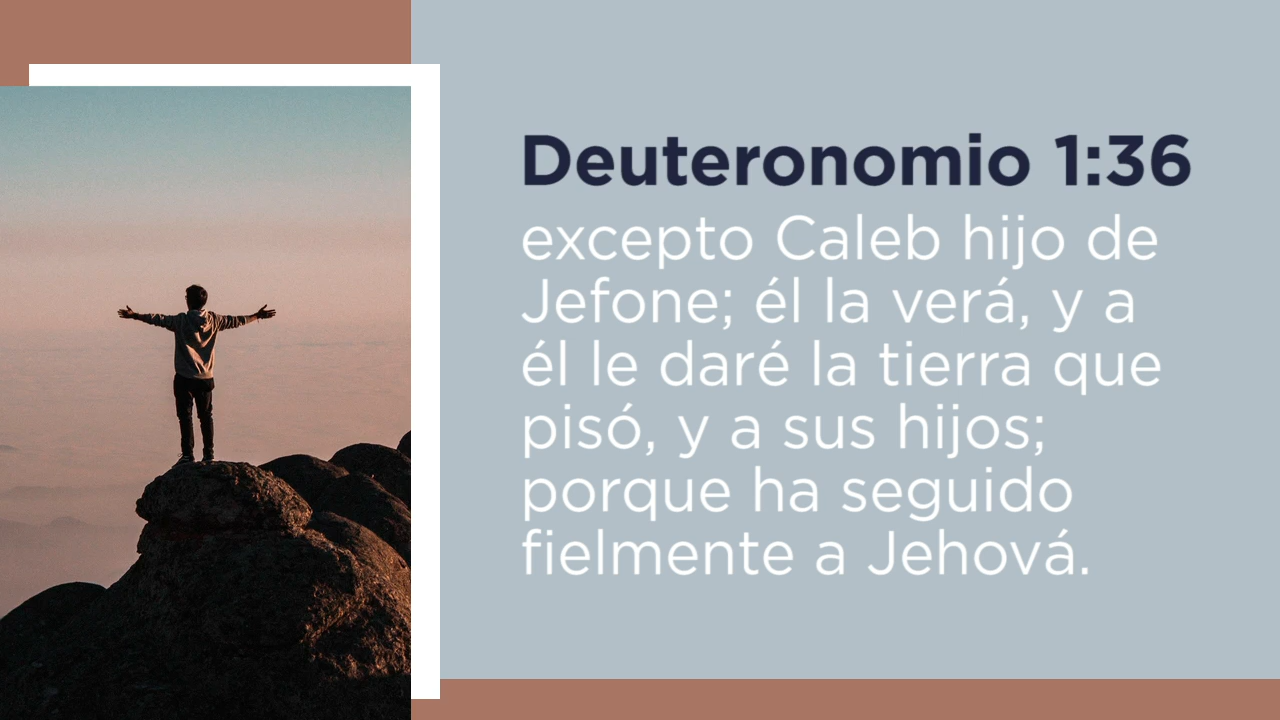 Deuteronomio 1:36
excepto Caleb hijo de
Jefone; él la verá, y a
él le daré la tierra que
pisó, y a sus hijos;
porque ha seguido
fielmente a Jehová.